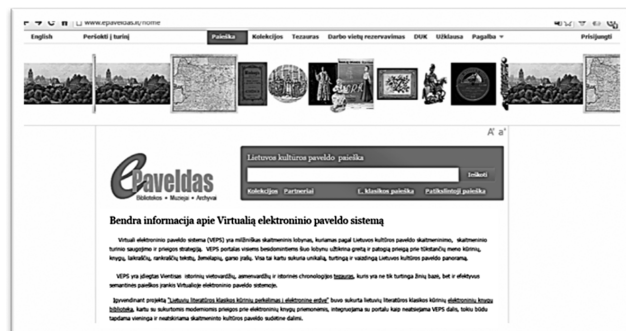 www.epaveldas.lt/home
English Peršokti į turinį Paieška Kolekcijos Tezauras Darbo vietų rezervavimas DUK Užklausa Pagalba Prisijungti
A⁻ a⁺
Lietuvos kultūros paveldo paieška
Ieškoti
Kolekcijos Partneriai E. klasikos paieška Patikslintoji paieška
ePaveldas
Bibliotekos • Muziejai • Archyvai
Bendra informacija apie Virtualią elektroninio paveldo sistemą
Virtuali elektroninio paveldo sistema (VEPS) yra milžiniškas skaitmeninis lobynas, kuriamas pagal Lietuvos kultūros paveldo skaitmeninimo, skaitmeninio
turinio saugojimo ir prieigos strategiją. VEPS portalas visiems besidomintiems šiuo lobynu užtikrina greitą ir patogią prieigą prie tūkstančių meno kūrinių,
knygų, laikraščių, rankraščių tekstų, žemėlapių, garso įrašų. Visa tai kartu sukuria unikalią, turtingą ir vaizdingą Lietuvos kultūros paveldo panoramą.
VEPS yra įdiegtas Vientisas istorinių vietovardžių, asmenvardžių ir istorinės chronologijos tezauras, kuris yra ne tik turtinga žinių bazė, bet ir efektyvus
semantinės paieškos įrankis Virtualioje elektroninio paveldo sistemoje.
Įgyvendinant projektą "Lietuvių literatūros klasikos kūrinių perkėlimas į elektroninę erdvę" buvo sukurta lietuvių literatūros klasikos kūrinių elektroninių knygų
biblioteka, kartu su sukurtomis modernizuotomis prieigos prie elektroninių knygų priemonėmis, integruojama su portalu kaip neatsiejama VEPS dalis, tokiu būdu
tapdama vieninga ir neatskiriama skaitmeninto kultūros paveldo sudėtine dalimi.